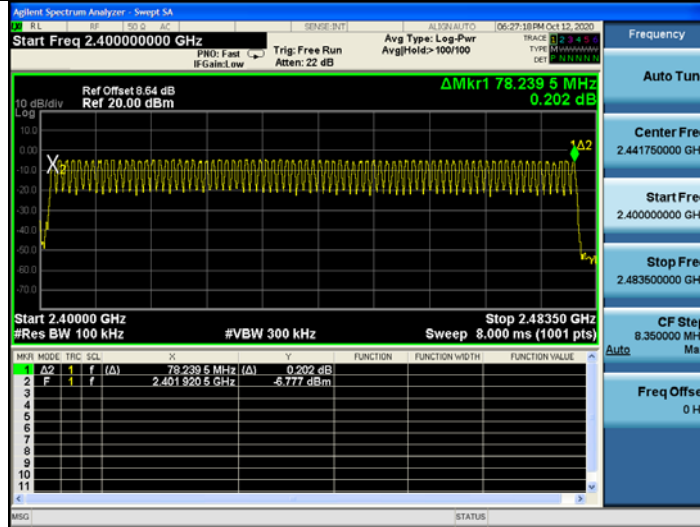 Agilent Spectrum Analyzer - Swept SA
RL RF 50 Ω AC SENSE:INT ALIGN AUTO 06:27:18 PM Oct 12, 2020
Start Freq 2.400000000 GHz
PNO: Fast
IFGain:Low
Trig: Free Run
Atten: 22 dB
Avg Type: Log-Pwr
Avg|Hold:> 100/100
TRACE 1 2 3 4 5 6
TYPE
DET P N N N N N
ΔMkr1 78.239 5 MHz
0.202 dB
Ref Offset 8.64 dB
10 dB/div Ref 20.00 dBm
Log
10.0
0.00
-10.0
-20.0
-30.0
-40.0
-50.0
-60.0
-70.0
X2
1Δ2
Start 2.40000 GHz Stop 2.48350 GHz
#Res BW 100 kHz #VBW 300 kHz Sweep 8.000 ms (1001 pts)
MKR MODE TRC SCL X Y FUNCTION FUNCTION WIDTH FUNCTION VALUE
1 Δ2 1 f (Δ) 78.239 5 MHz (Δ) 0.202 dB
2 F 1 f 2.401 920 5 GHz -6.777 dBm
3
4
5
6
7
8
9
10
11
MSG STATUS
Frequency
Auto Tun
Center Fre
2.441750000 GH
Start Fre
2.400000000 GH
Stop Fre
2.483500000 GH
CF Step
8.350000 MH
Auto Ma
Freq Offse
0 H